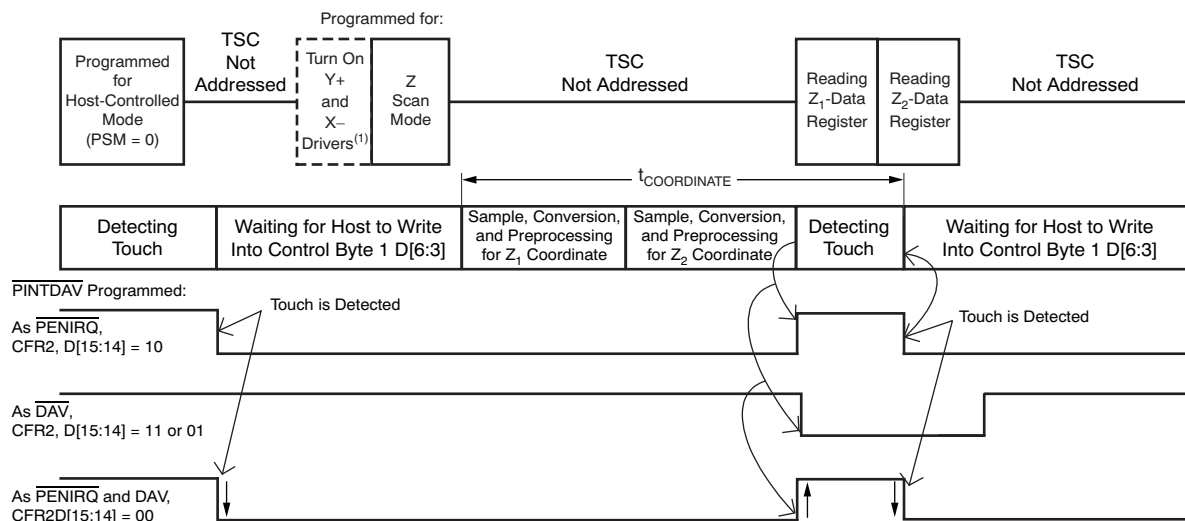 Programmed for:
Programmed
for
Host-Controlled
Mode
(PSM = 0)
TSC
Not
Addressed
Turn On
Y+
and
X–
Drivers(1)
Z
Scan
Mode
TSC
Not Addressed
Reading
Z1-Data
Register
Reading
Z2-Data
Register
TSC
Not Addressed
tCOORDINATE
Detecting
Touch
Waiting for Host to Write
Into Control Byte 1 D[6:3]
Sample, Conversion,
and Preprocessing
for Z1 Coordinate
Sample, Conversion,
and Preprocessing
for Z2 Coordinate
Detecting
Touch
Waiting for Host to Write
Into Control Byte 1 D[6:3]
PINTDAV Programmed:
Touch is Detected
Touch is Detected
As PENIRQ,
CFR2, D[15:14] = 10
As DAV,
CFR2, D[15:14] = 11 or 01
As PENIRQ and DAV,
CFR2D[15:14] = 00